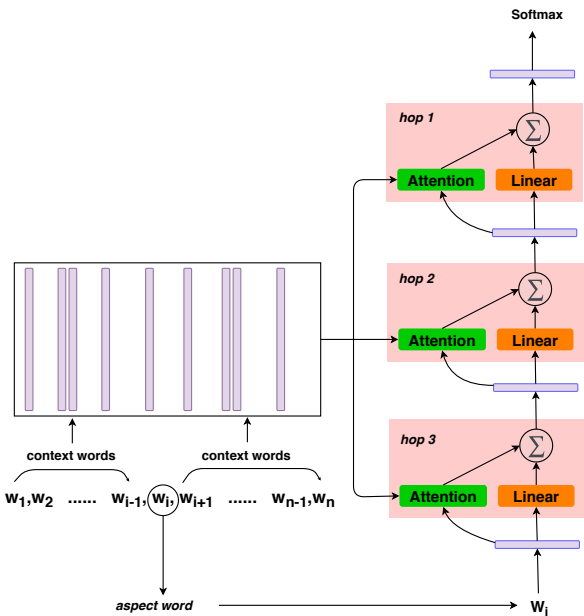 Softmax
hop 1
Σ
Attention
Linear
hop 2
Σ
Attention
Linear
hop 3
Σ
Attention
Linear
context words
context words
w1,w2 ...... wi-1, wi, wi+1 ...... wn-1,wn
aspect word
wi